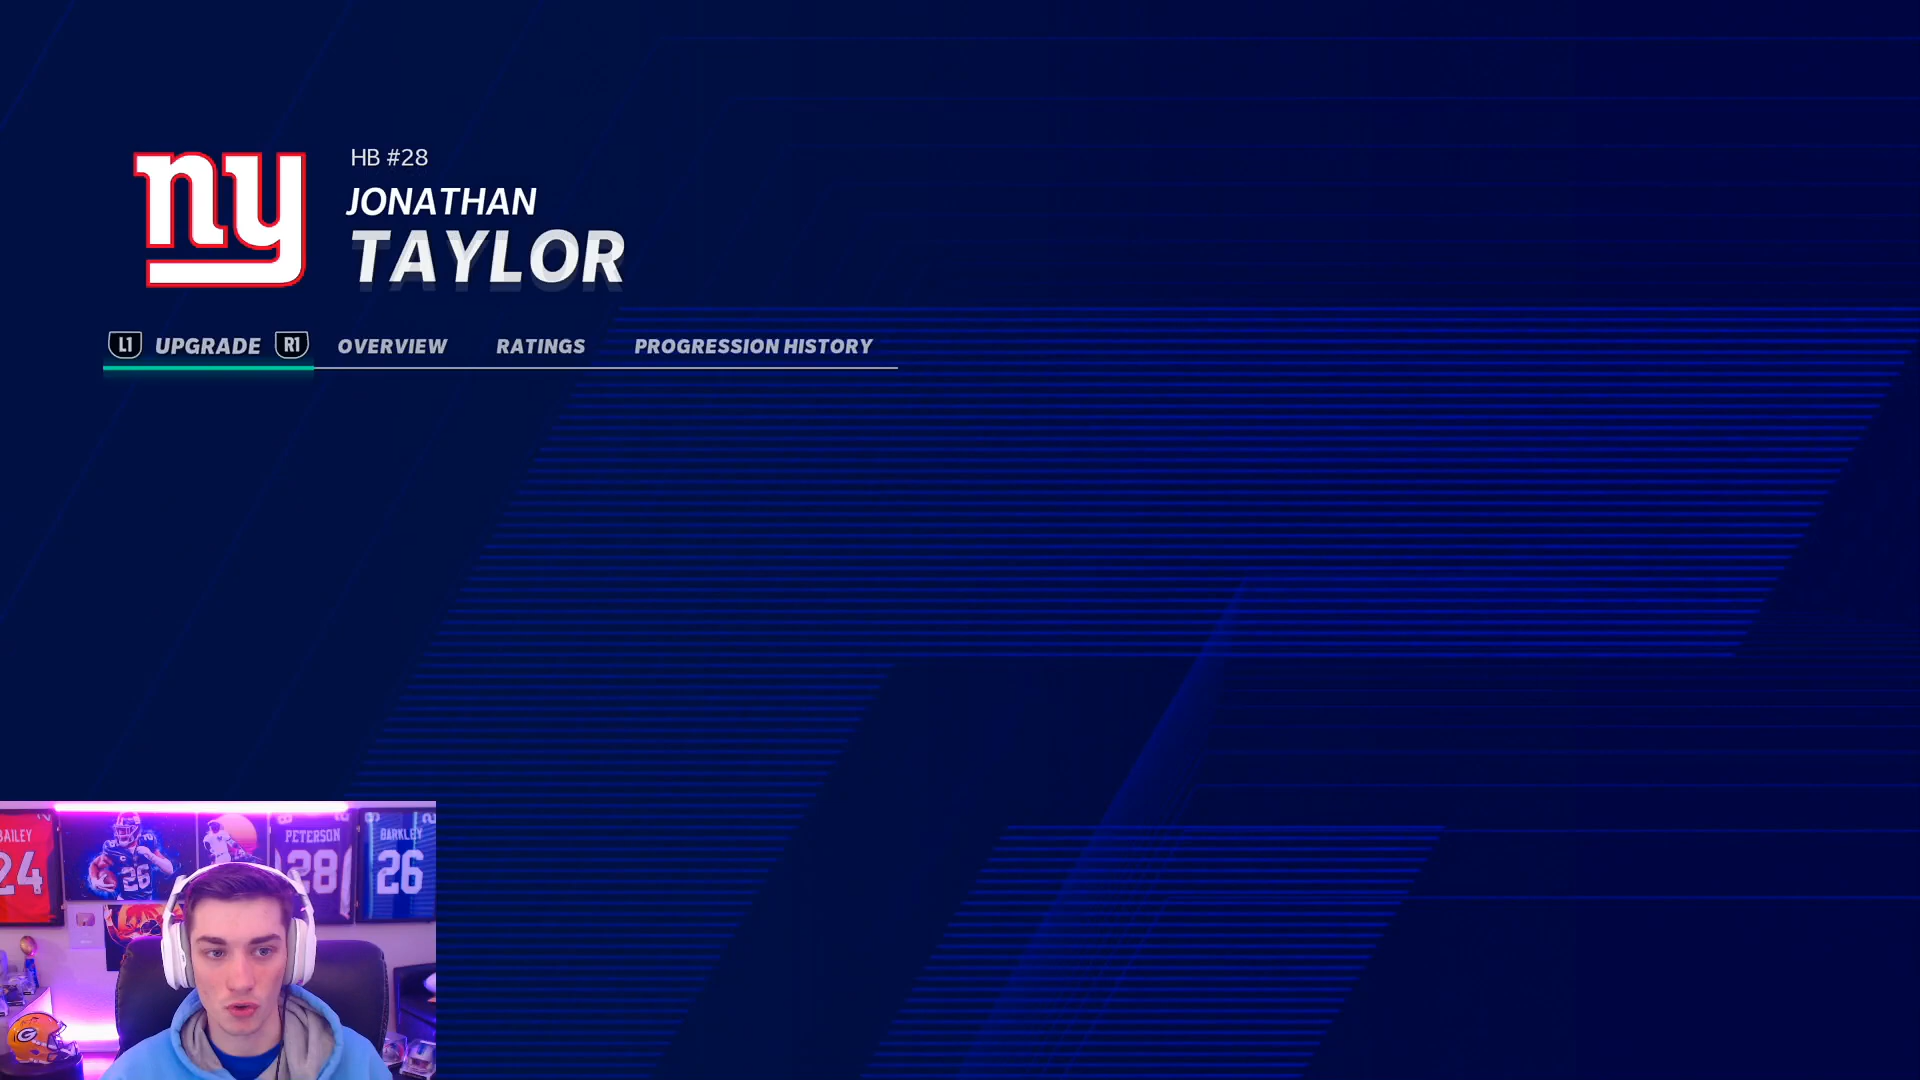 ny
HB #28
JONATHAN
TAYLOR
L1 UPGRADE R1 OVERVIEW RATINGS PROGRESSION HISTORY
BAILEY
24
26
PETERSON
28
BARKLEY
26
G